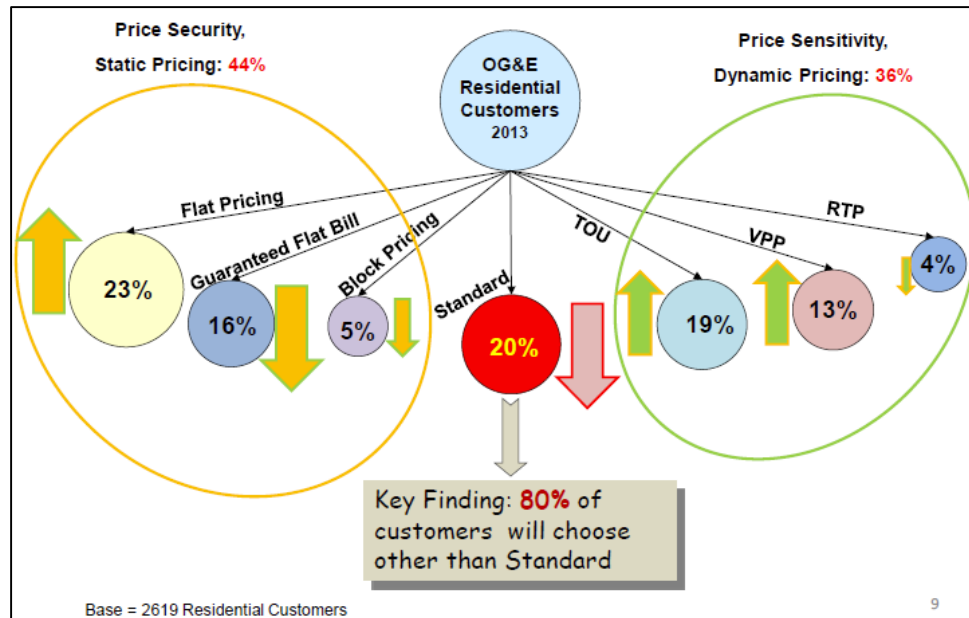 Price Security,
Static Pricing: 44%
OG&E
Residential
Customers
2013
Price Sensitivity,
Dynamic Pricing: 36%
Flat Pricing
Guaranteed Flat Bill
Block Pricing
Standard
TOU
VPP
RTP
23%
16%
5%
20%
19%
13%
4%
Key Finding: 80% of
customers will choose
other than Standard
Base = 2619 Residential Customers
9